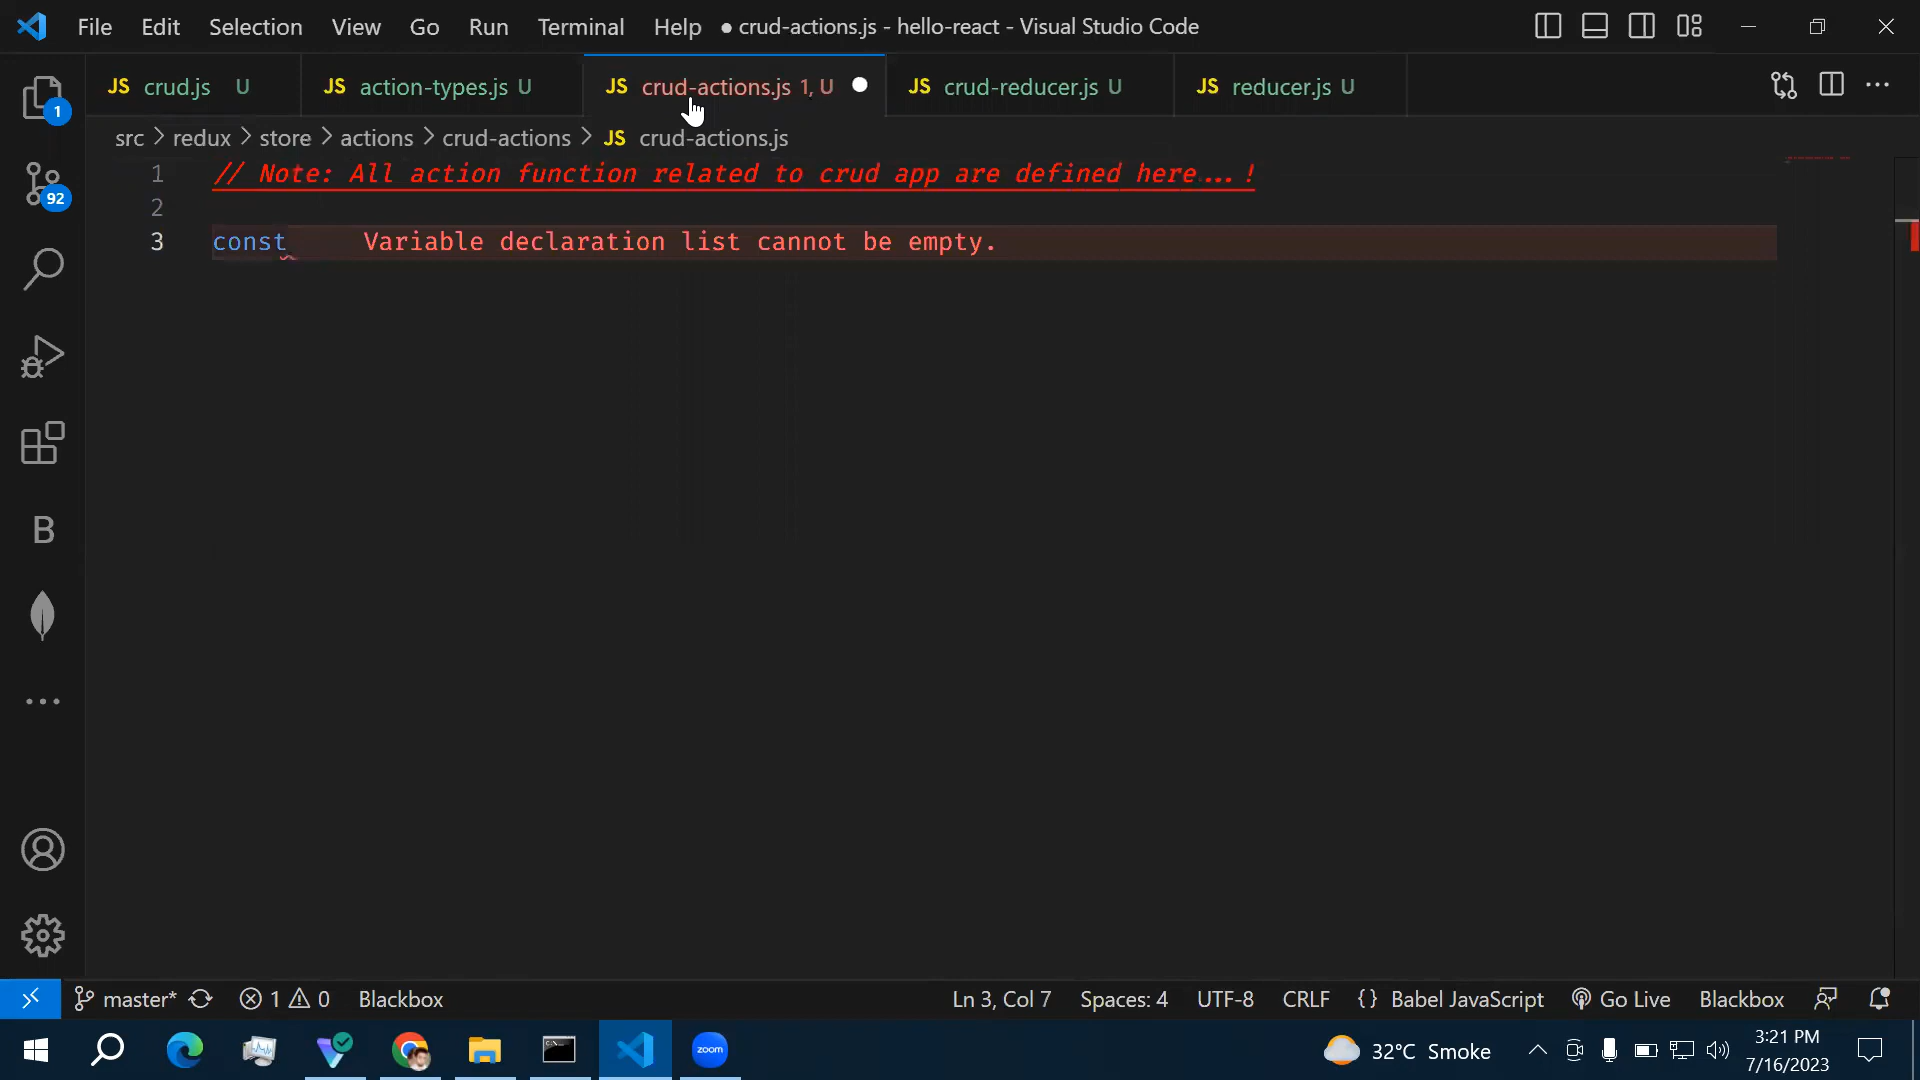 File Edit Selection View Go Run Terminal Help ● crud-actions.js - hello-react - Visual Studio Code
JS crud.js U JS action-types.js U JS crud-actions.js 1, U JS crud-reducer.js U JS reducer.js U
src > redux > store > actions > crud-actions > JS crud-actions.js
1 // Note: All action function related to crud app are defined here...!
2
3 const Variable declaration list cannot be empty.
1
92
B
master* 1 0 Blackbox Ln 3, Col 7 Spaces: 4 UTF-8 CRLF {} Babel JavaScript Go Live Blackbox
zoom 32°C Smoke 3:21 PM
7/16/2023